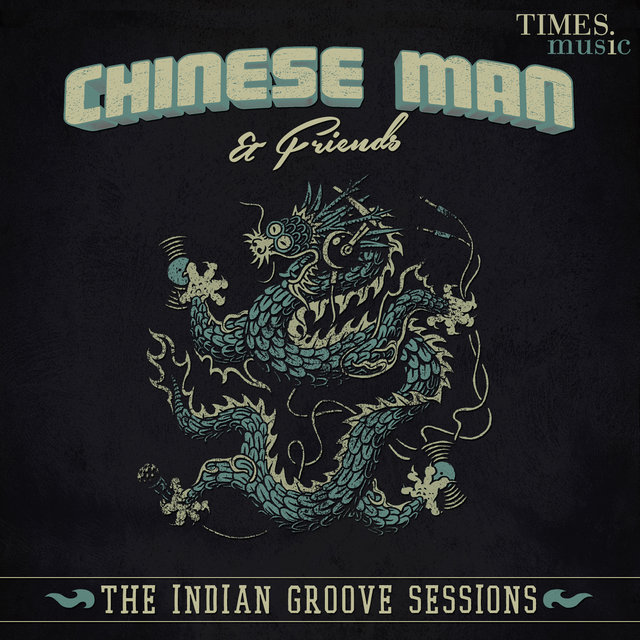 TIMES.
music
CHINESE MAN
& Friends
THE INDIAN GROOVE SESSIONS